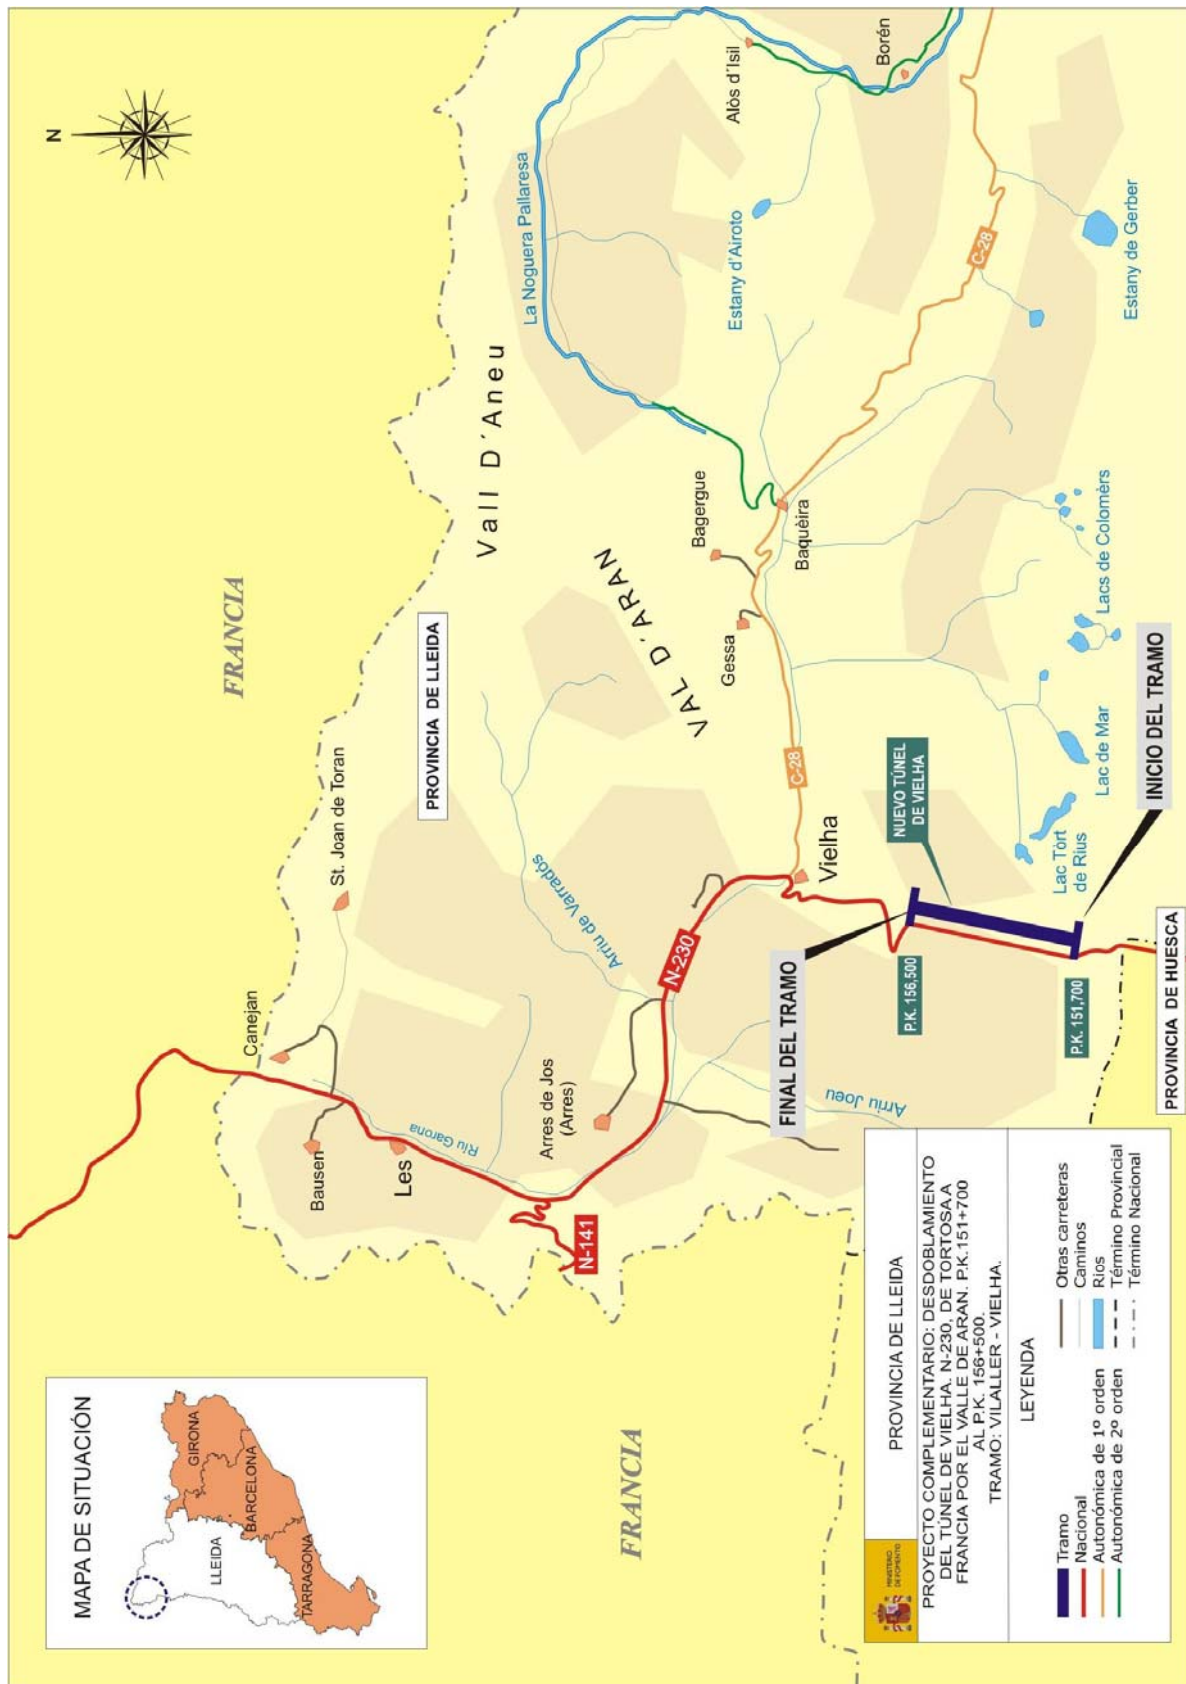 MAPA DE SITUACIÓN
GIRONA
BARCELONA
LLEIDA
TARRAGONA
N
FRANCIA
FRANCIA
PROVINCIA DE LLEIDA
Vall D´Aneu
VAL D´ARAN
Canejan
St. Joan de Toran
Bausen
Les
Ríu Garona
Arres de Jos
(Arres)
N-141
N-230
Arriu de Varradòs
Arriu Joeu
Vielha
C-28
Gessa
Bagergue
Baquèira
La Noguera Pallaresa
Alòs d'Isil
Borén
Estany d'Airoto
C-28
Estany de Gerber
Lacs de Colomèrs
Lac de Mar
Lac Tòrt
de Rius
NUEVO TÚNEL
DE VIELHA
FINAL DEL TRAMO
P.K. 156,500
P.K. 151,700
INICIO DEL TRAMO
PROVINCIA DE HUESCA
MINISTERIO
DE FOMENTO
PROVINCIA DE LLEIDA
PROYECTO COMPLEMENTARIO: DESDOBLAMIENTO
DEL TÚNEL DE VIELHA. N-230, DE TORTOSA A
FRANCIA POR EL VALLE DE ARAN. P.K.151+700
AL P.K. 156+500.
TRAMO: VILALLER - VIELHA.
LEYENDA
Tramo
Nacional
Autonómica de 1º orden
Autonómica de 2º orden
Otras carreteras
Caminos
Rios
Término Provincial
Término Nacional